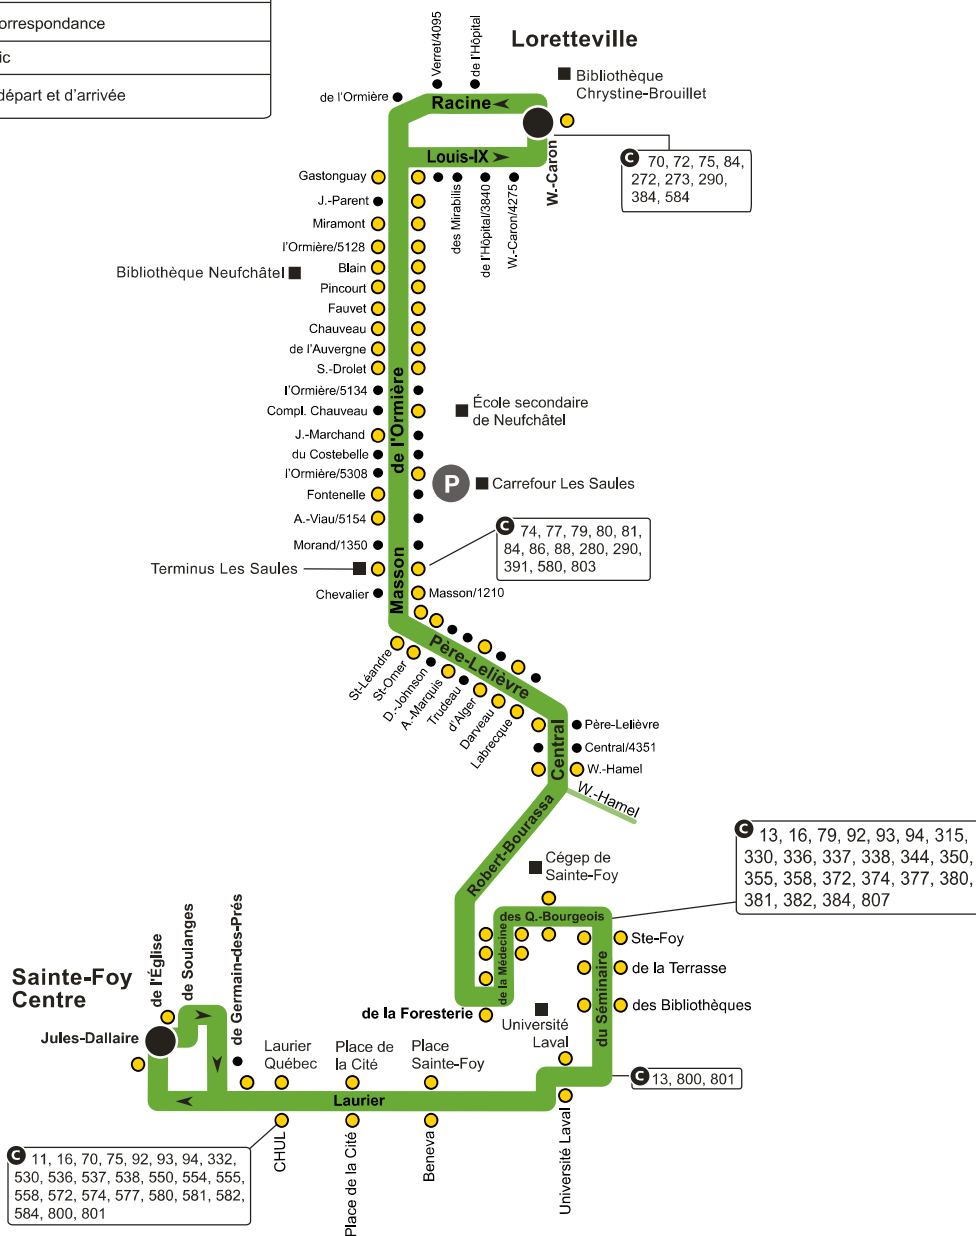 orrespondance
ic
départ et d'arrivée
Loretteville
Verret/4095
de l'Hôpital
Bibliothèque
Chrystine-Brouillet
de l'Ormière
Racine
Louis-IX
W.-Caron
C 70, 72, 75, 84,
272, 273, 290,
384, 584
des Mirabilis
de l'Hôpital/3840
W.-Caron/4275
Gastonguay
J.-Parent
Miramont
l'Ormière/5128
Bibliothèque Neufchâtel
Blain
Pincourt
Fauvet
Chauveau
de l'Auvergne
S.-Drolet
l'Ormière/5134
Compl. Chauveau
J.-Marchand
du Costebelle
l'Ormière/5308
Fontenelle
A.-Viau/5154
Morand/1350
Terminus Les Saules
Chevalier
de l'Ormière
École secondaire
de Neufchâtel
P
Carrefour Les Saules
C 74, 77, 79, 80, 81,
84, 86, 88, 280, 290,
391, 580, 803
Masson
Masson/1210
Père-Lelièvre
St-Léandre
St-Omer
D.-Johnson
A.-Marquis
Trudeau
d'Alger
Darveau
Labrecque
Central
Père-Lelièvre
Central/4351
W.-Hamel
W.-Hamel
Robert-Bourassa
Cégep de
Sainte-Foy
C 13, 16, 79, 92, 93, 94, 315,
330, 336, 337, 338, 344, 350,
355, 358, 372, 374, 377, 380,
381, 382, 384, 807
des Q.-Bourgeois
de la Médecine
du Séminaire
Ste-Foy
de la Terrasse
des Bibliothèques
de la Foresterie
Université
Laval
Sainte-Foy
Centre
de l'Église
de Soulanges
de Germain-des-Prés
Jules-Dallaire
Laurier
Québec
Place de
la Cité
Place
Sainte-Foy
C 13, 800, 801
Laurier
CHUL
Place de la Cité
Beneva
Université Laval
C 11, 16, 70, 75, 92, 93, 94, 332,
530, 536, 537, 538, 550, 554, 555,
558, 572, 574, 577, 580, 581, 582,
584, 800, 801